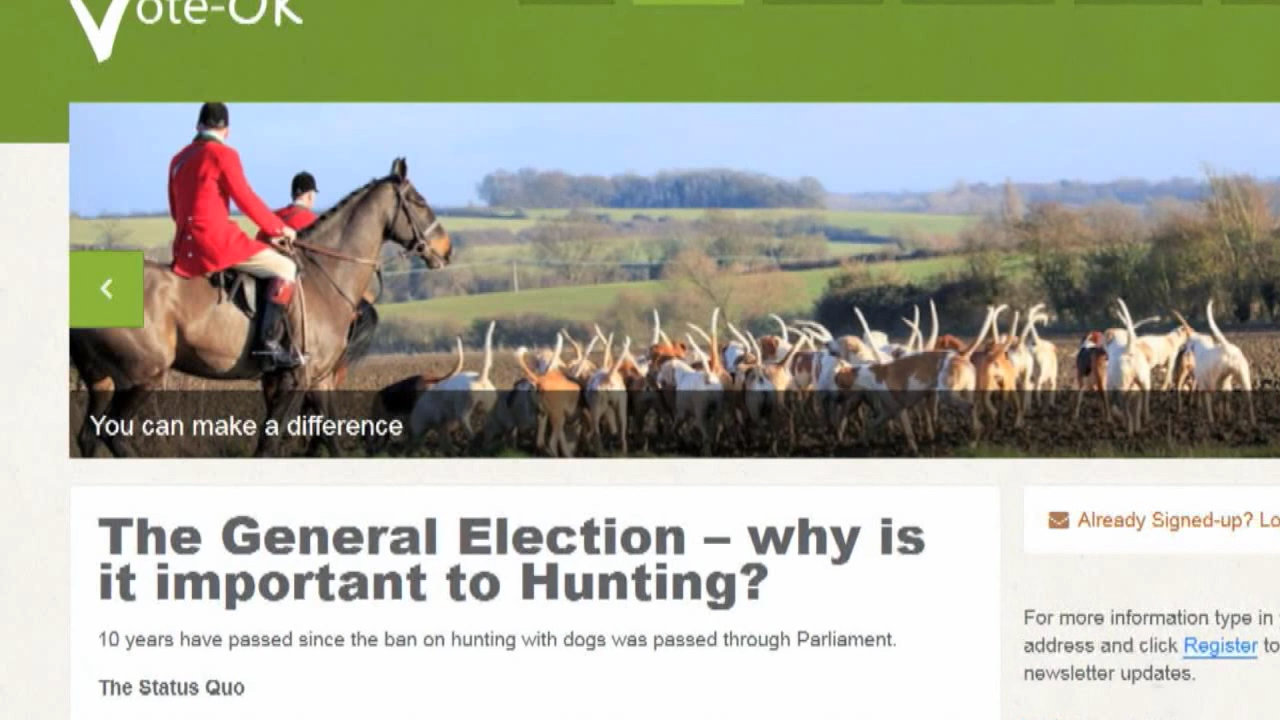 Vote-OK
You can make a difference
The General Election – why is
it important to Hunting?
10 years have passed since the ban on hunting with dogs was passed through Parliament.
The Status Quo
Already Signed-up? Lo
For more information type in
address and click Register to
newsletter updates.